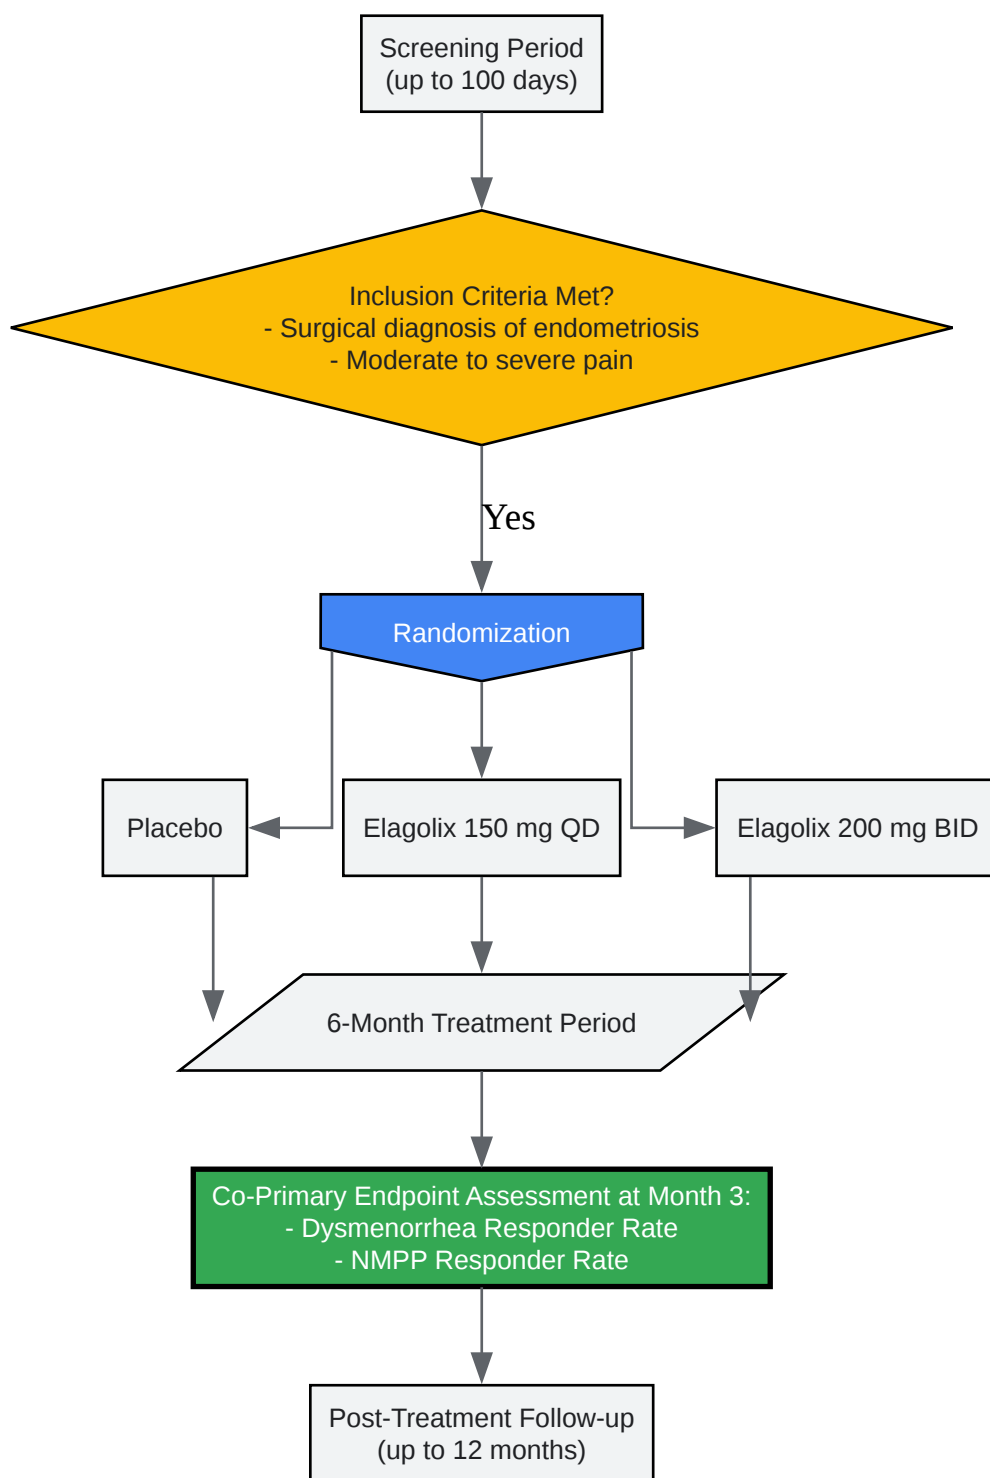 Screening Period
(up to 100 days)
Inclusion Criteria Met?
- Surgical diagnosis of endometriosis
- Moderate to severe pain
Yes
Randomization
Placebo
Elagolix 150 mg QD
Elagolix 200 mg BID
6-Month Treatment Period
Co-Primary Endpoint Assessment at Month 3:
- Dysmenorrhea Responder Rate
- NMPP Responder Rate
Post-Treatment Follow-up
(up to 12 months)